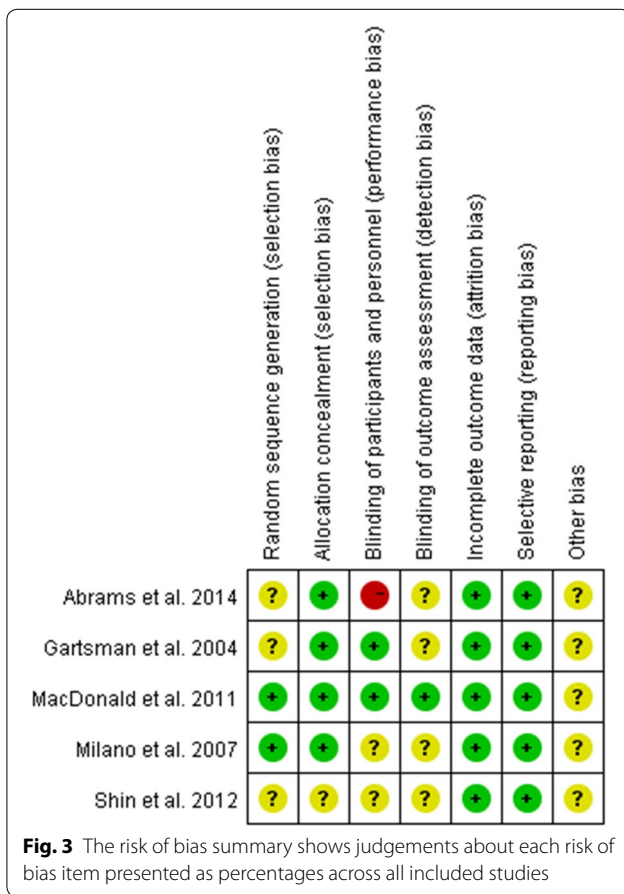 Random sequence generation (selection bias)
Allocation concealment (selection bias)
Blinding of participants and personnel (performance bias)
Blinding of outcome assessment (detection bias)
Incomplete outcome data (attrition bias)
Selective reporting (reporting bias)
Other bias
Abrams et al. 2014 ? + - ? + + ?
Gartsman et al. 2004 ? + + ? + + ?
MacDonald et al. 2011 + + + + + + ?
Milano et al. 2007 + + ? ? + + ?
Shin et al. 2012 ? ? ? ? + + ?
Fig. 3 The risk of bias summary shows judgements about each risk of
bias item presented as percentages across all included studies